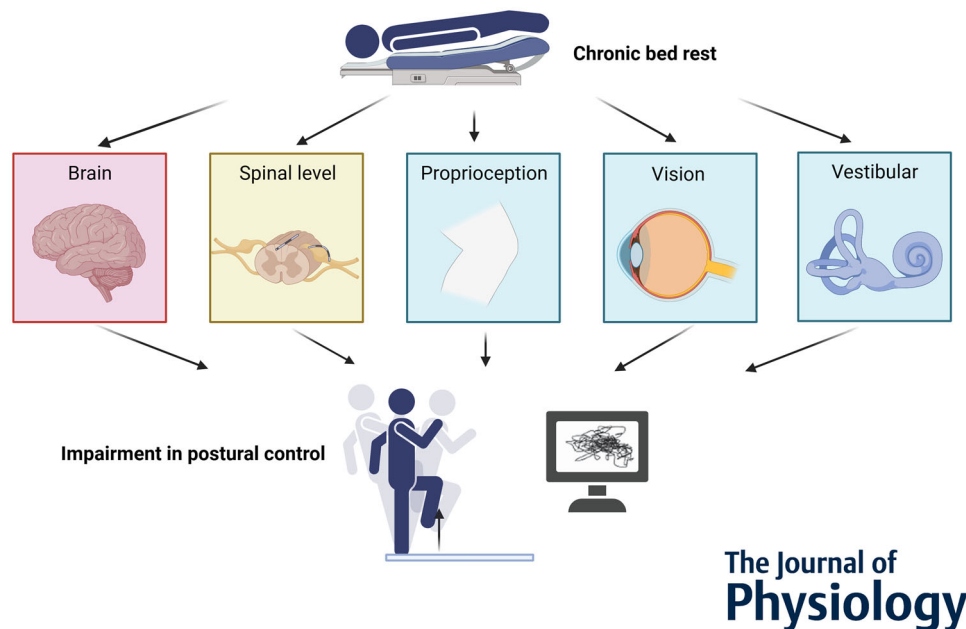 Chronic bed rest
Brain
Spinal level
Proprioception
Vision
Vestibular
Impairment in postural control
The Journal of
Physiology